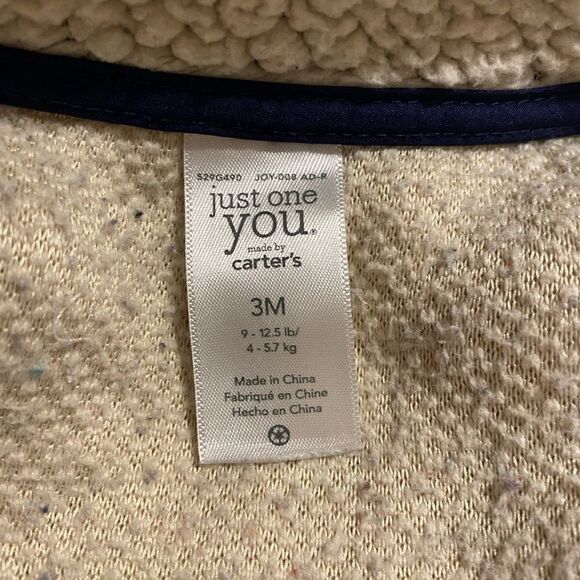 S29G490 JOY-D08 AD-R
just one
you.
made by
carter's
3M
9 - 12.5 lb/
4 - 5.7 kg
Made in China
Fabriqué en Chine
Hecho en China